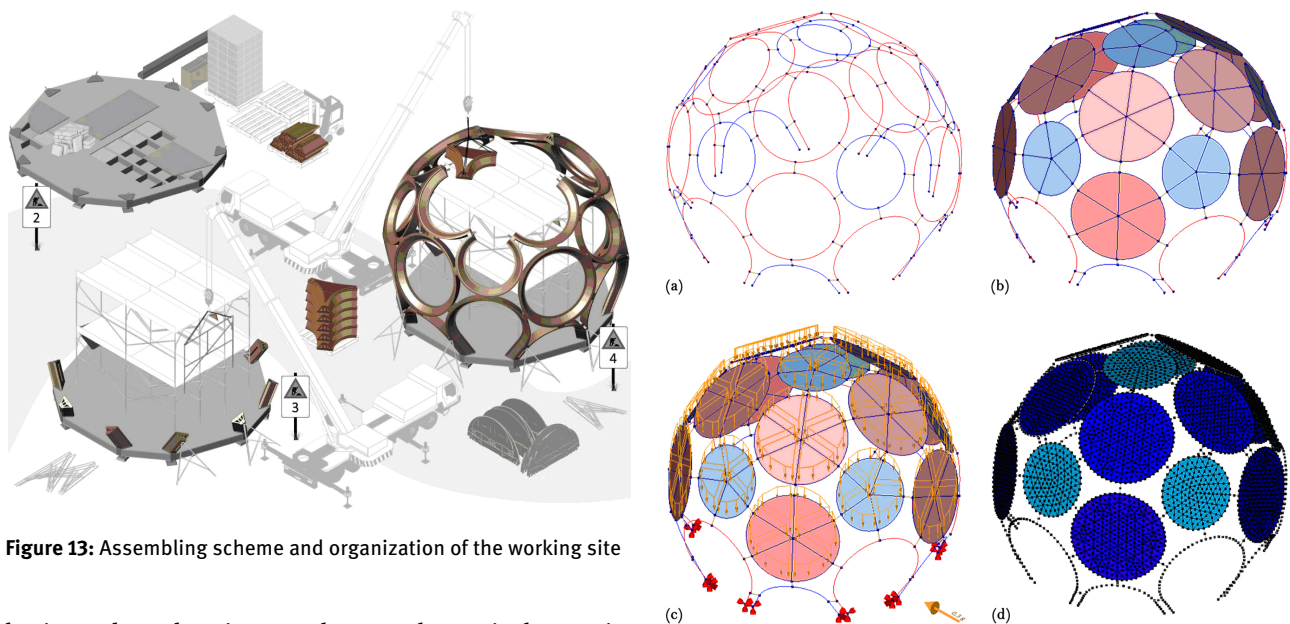 2
3
4
Figure 13: Assembling scheme and organization of the working site
(a)
(b)
(c)
(d)